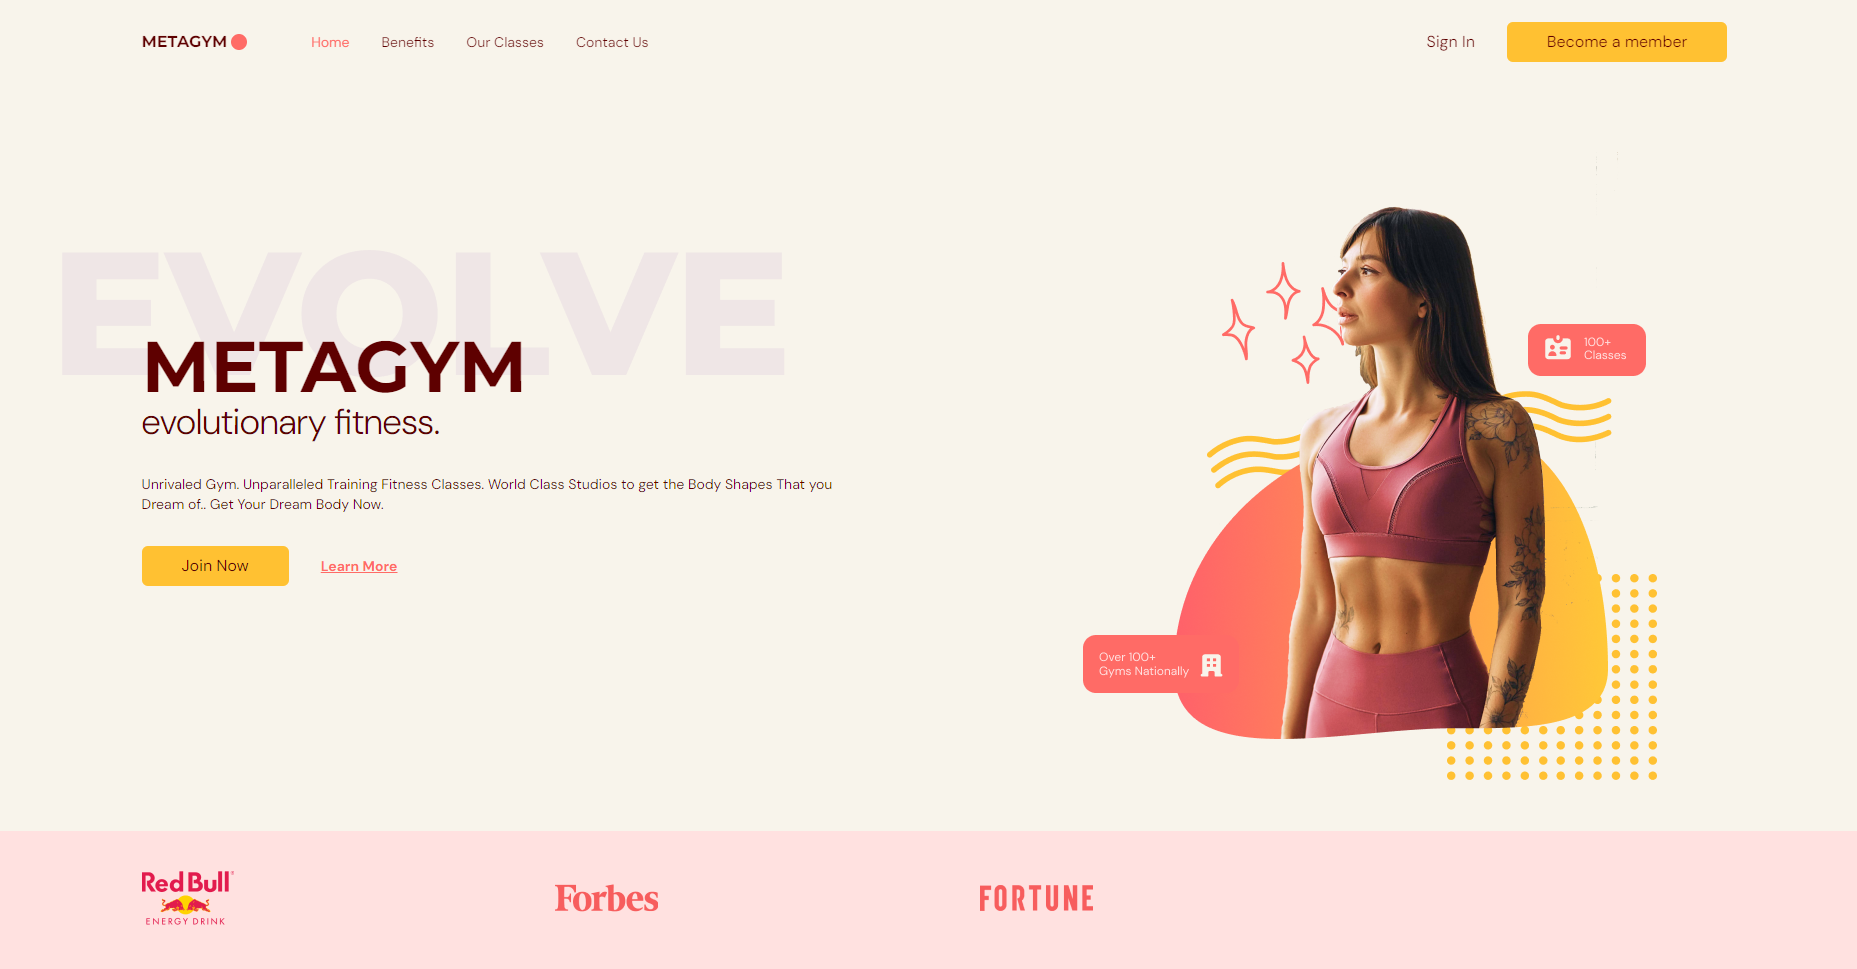 METAGYM
Home
Benefits
Our Classes
Contact Us
Sign In
Become a member
EVOLVE
METAGYM
evolutionary fitness.
Unrivaled Gym. Unparalleled Training Fitness Classes. World Class Studios to get the Body Shapes That you
Dream of.. Get Your Dream Body Now.
Join Now
Learn More
100+
Classes
Over 100+
Gyms Nationally
Red Bull
ENERGY DRINK
Forbes
FORTUNE